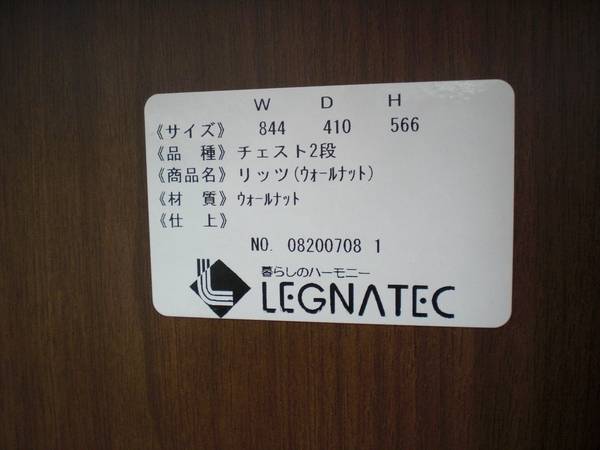 W D H
《サイズ》 844 410 566
《品 種》 チェスト2段
《商品名》 リッツ(ｳｫｰﾙﾅｯﾄ)
《材 質》 ｳｫｰﾙﾅｯﾄ
《仕 上》
NO. 08200708 1
暮らしのハーモニー
LEGNATEC